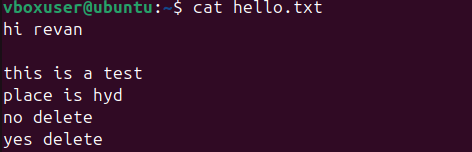 vboxuser@ubuntu:~$ cat hello.txt
hi revan

this is a test
place is hyd
no delete
yes delete